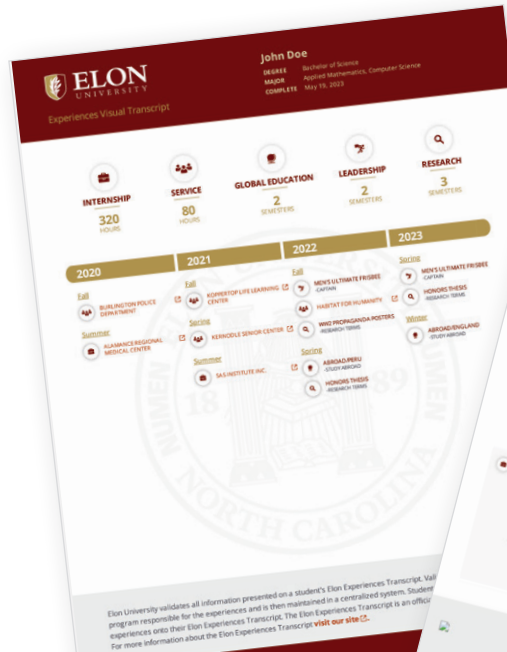 ELON
UNIVERSITY
Experiences Visual Transcript
John Doe
DEGREE Bachelor of Science
MAJOR Applied Mathematics, Computer Science
COMPLETE May 19, 2023
INTERNSHIP
320
HOURS
SERVICE
80
HOURS
GLOBAL EDUCATION
2
SEMESTERS
LEADERSHIP
2
SEMESTERS
RESEARCH
3
SEMESTERS
2020
Fall
BURLINGTON POLICE
DEPARTMENT
Summer
ALAMANCE REGIONAL
MEDICAL CENTER
2021
Fall
KOPPERTOP LIFE LEARNING
CENTER
Spring
KERNODLE SENIOR CENTER
Summer
SAS INSTITUTE INC.
2022
Fall
MEN'S ULTIMATE FRISBEE
-CAPTAIN
HABITAT FOR HUMANITY
WW2 PROPAGANDA POSTERS
-RESEARCH TERMS
Spring
ABROAD/PERU
-STUDY ABROAD
HONORS THESIS
-RESEARCH TERMS
2023
Spring
MEN'S ULTIMATE FRISBEE
-CAPTAIN
HONORS THESIS
-RESEARCH TERMS
Winter
ABROAD/ENGLAND
-STUDY ABROAD
NUMEN
18 89
NORTH CAROLINA
Elon University validates all information presented on a student's Elon Experiences Transcript.
program responsible for the experiences and is then maintained in a centralized system.
experiences onto their Elon Experiences Transcript. The Elon Experiences Transcript is an
For more information about the Elon Experiences Transcript visit our site.